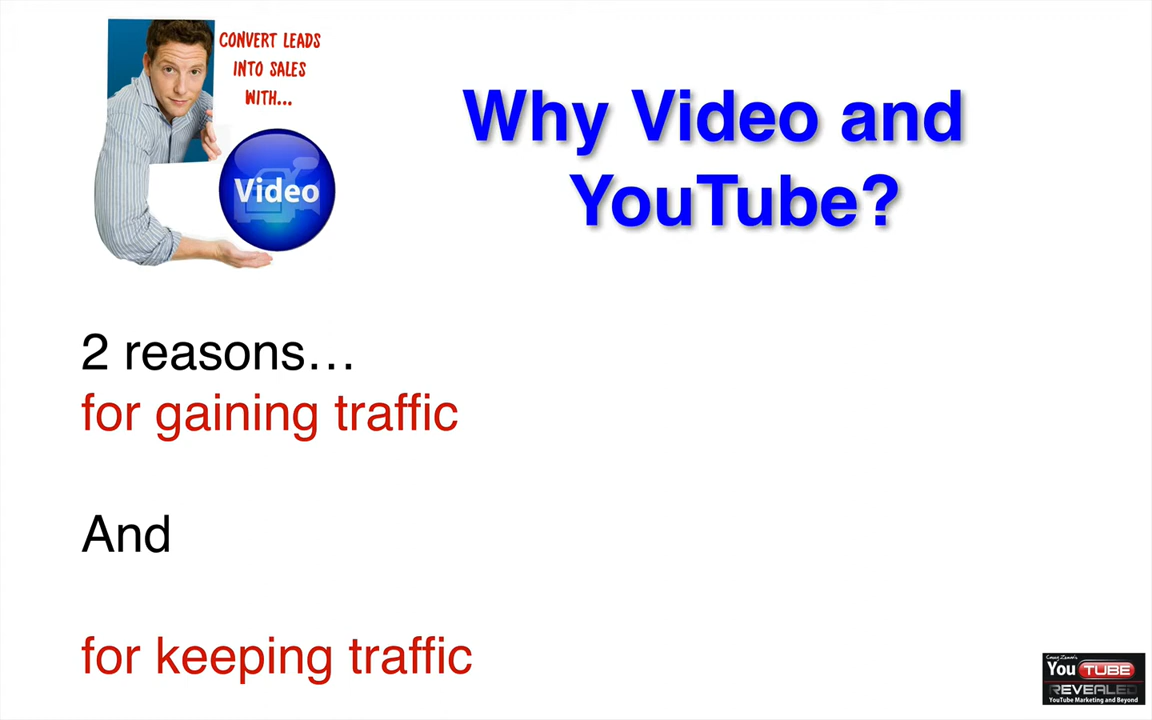 CONVERT LEADS
INTO SALES
WITH...
Video
Why Video and
YouTube?
2 reasons…
for gaining traffic
And
for keeping traffic
You TUBE
REVEALED
YouTube Marketing and Beyond